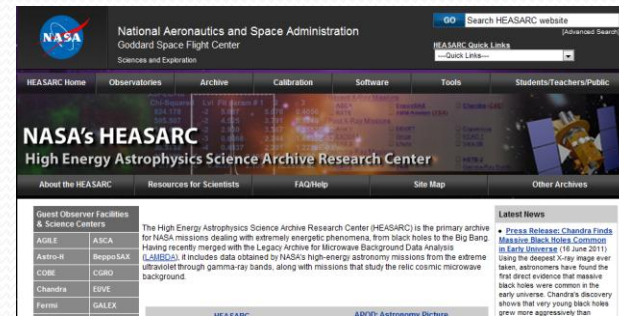 NASA
National Aeronautics and Space Administration
Goddard Space Flight Center
Sciences and Exploration
GO Search HEASARC website
[Advanced Search]
HEASARC Quick Links
---Quick Links---
HEASARC Home Observatories Archive Calibration Software Tools Students/Teachers/Public
NASA's HEASARC
High Energy Astrophysics Science Archive Research Center
About the HEASARC Resources for Scientists FAQ/Help Site Map Other Archives
Guest Observer Facilities
& Science Centers
AGILE ASCA
Astro-H BeppoSAX
COBE CGRO
Chandra EUVE
Fermi GALEX
The High Energy Astrophysics Science Archive Research Center (HEASARC) is the primary archive
for NASA missions dealing with extremely energetic phenomena, from black holes to the Big Bang.
Having recently merged with the Legacy Archive for Microwave Background Data Analysis
(LAMBDA), it includes data obtained by NASA's high-energy astronomy missions from the extreme
ultraviolet through gamma-ray bands, along with missions that study the relic cosmic microwave
background.
HEASARC
APOD: Astronomy Picture
Latest News
• Press Release: Chandra Finds
Massive Black Holes Common
in Early Universe (16 June 2011)
Using the deepest X-ray image ever
taken, astronomers have found the
first direct evidence that massive
black holes were common in the
early universe. Chandra's discovery
shows that very young black holes
grew more aggressively than